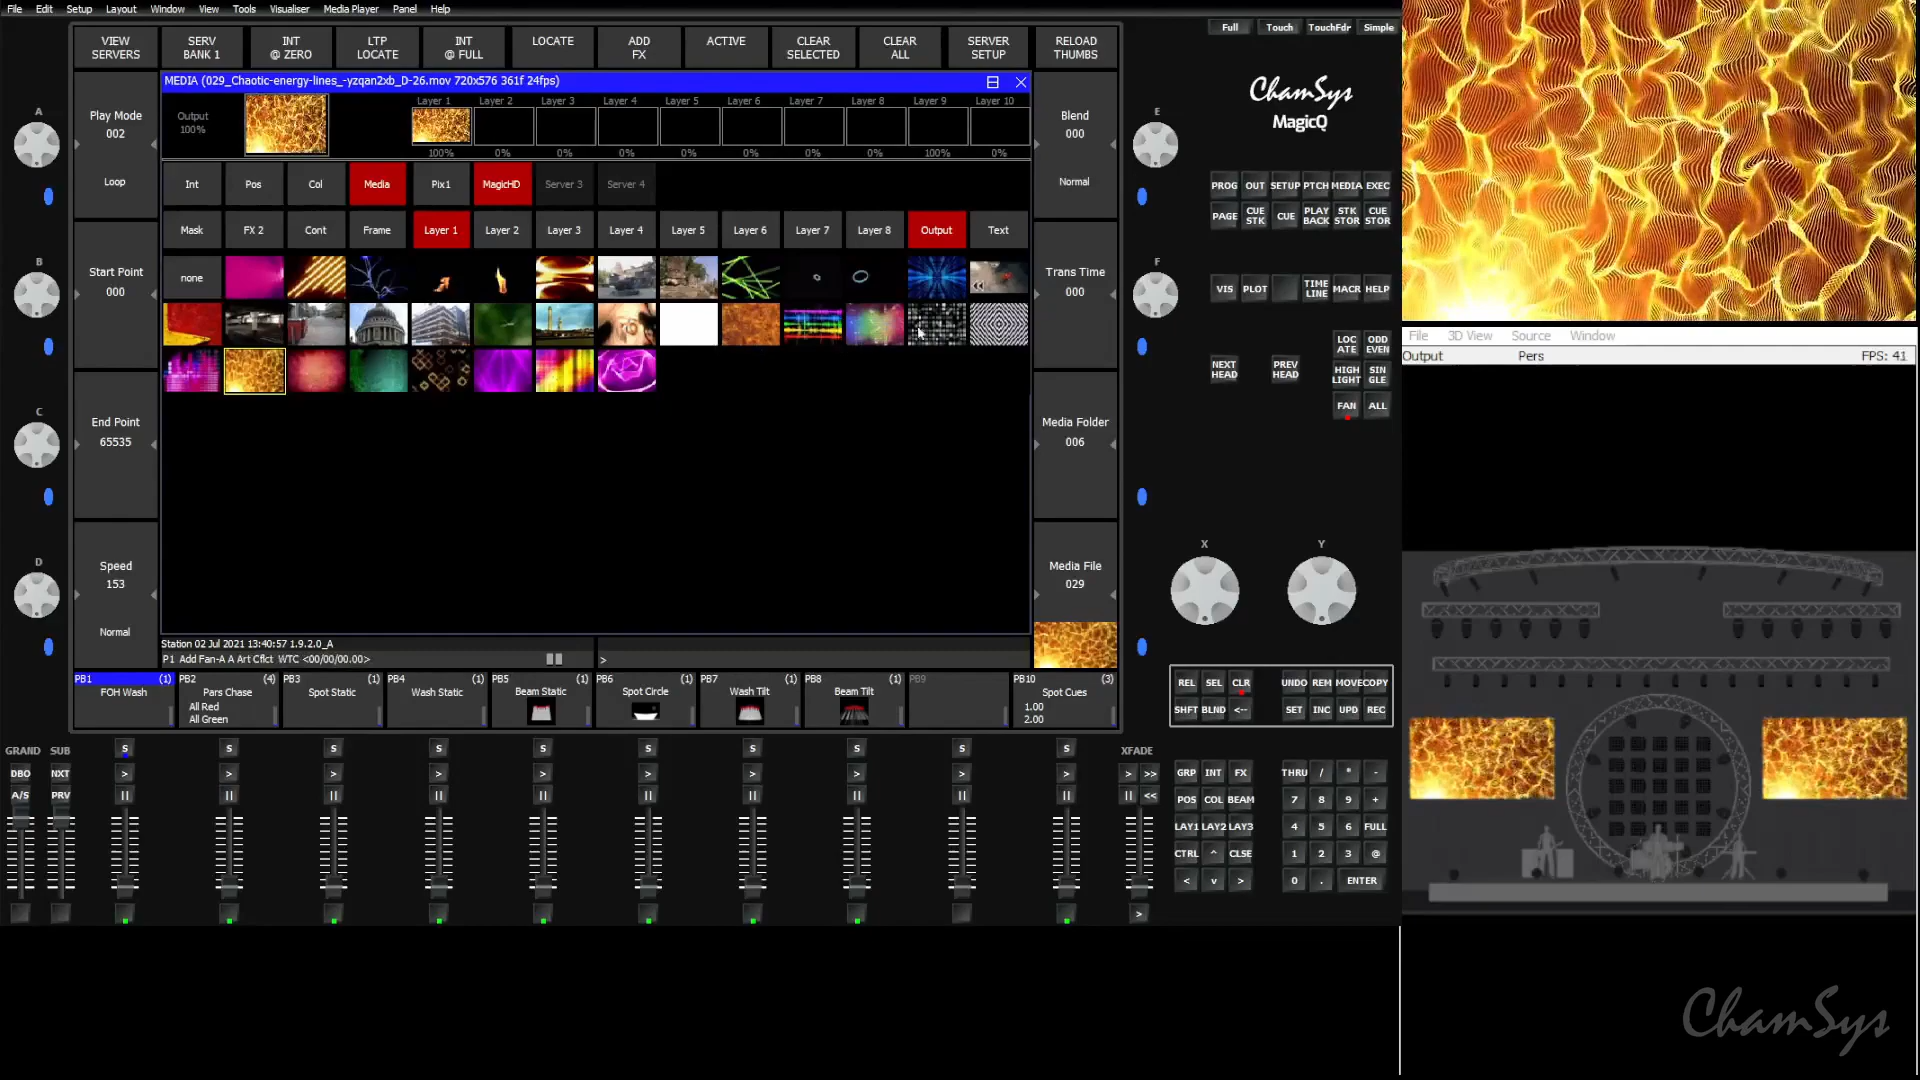 File Edit Setup Layout Window View Tools Visualiser Media Player Panel Help
Full Touch TouchFdr Simple
VIEW SERVERS
SERV BANK 1
INT @ ZERO
LTP LOCATE
INT @ FULL
LOCATE
ADD FX
ACTIVE
CLEAR SELECTED
CLEAR ALL
SERVER SETUP
RELOAD THUMBS
MEDIA (029_Chaotic-energy-lines_-yzqan2xb_D-26.mov 720x576 361f 24fps)
Output
100%
Layer 1 Layer 2 Layer 3 Layer 4 Layer 5 Layer 6 Layer 7 Layer 8 Layer 9 Layer 10
100% 0% 0% 0% 0% 0% 0% 0% 100% 0%
Int Pos Col Media Pix1 MagicHD Server 3 Server 4
Mask FX 2 Cont Frame Layer 1 Layer 2 Layer 3 Layer 4 Layer 5 Layer 6 Layer 7 Layer 8 Output Text
none
A
Play Mode
002
Loop
B
Start Point
000
C
End Point
65535
D
Speed
153
Normal
Blend
000
Normal
Trans Time
000
Media Folder
006
Media File
029
E
F
ChamSys
MagicQ
PROG OUT SETUP PTCH MEDIA EXEC
PAGE CUE STK CUE PLAY BACK STK STOR CUE STOR
VIS PLOT TIME LINE MACR HELP
LOC ATE ODD EVEN
NEXT HEAD PREV HEAD HIGH LIGHT SIN GLE
FAN ALL
X Y
Station 02 Jul 2021 13:40:57 1.9.2.0_A
P1 Add Fan-A A Art Cflct WTC <00/00/00.00>
>
PB1 (1) PB2 (4) PB3 (1) PB4 (1) PB5 (1) PB6 (1) PB7 (1) PB8 (1) PB9 PB10 (3)
FOH Wash Pars Chase Spot Static Wash Static Beam Static Spot Circle Wash Tilt Beam Tilt Spot Cues
All Red 1.00
All Green 2.00
REL SEL CLR UNDO REM MOVE COPY
SHFT BLND <-- SET INC UPD REC
GRAND SUB S S S S S S S S S S XFADE
DBO NXT > > > > > > > > > > > >>
A/S PRV || || || || || || || || || || || <<
>
GRP INT FX THRU / * -
POS COL BEAM 7 8 9 +
LAY1 LAY2 LAY3 4 5 6 FULL
CTRL ^ CLSE 1 2 3 @
< v > 0 . ENTER
File 3D View Source Window
Output Pers FPS: 41
ChamSys